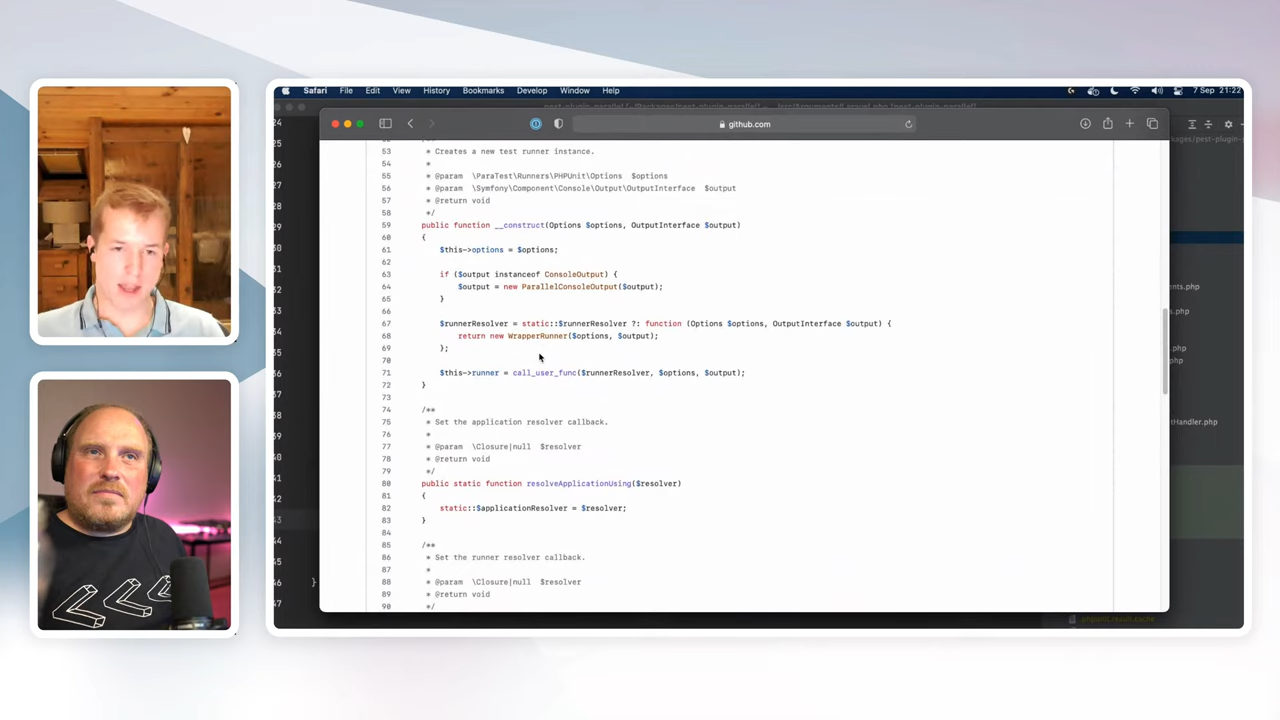 Safari File Edit View History Bookmarks Develop Window Help 7 Sep 21:22
github.com
53 * Creates a new test runner instance.
54 *
55 * @param \ParaTest\Runners\PHPUnit\Options $options
56 * @param \Symfony\Component\Console\Output\OutputInterface $output
57 * @return void
58 */
59 public function __construct(Options $options, OutputInterface $output)
60 {
61 $this->options = $options;
62
63 if ($output instanceof ConsoleOutput) {
64 $output = new ParallelConsoleOutput($output);
65 }
66
67 $runnerResolver = static::$runnerResolver ?: function (Options $options, OutputInterface $output) {
68 return new WrapperRunner($options, $output);
69 };
70
71 $this->runner = call_user_func($runnerResolver, $options, $output);
72 }
73
74 /**
75 * Set the application resolver callback.
76 *
77 * @param \Closure|null $resolver
78 * @return void
79 */
80 public static function resolveApplicationUsing($resolver)
81 {
82 static::$applicationResolver = $resolver;
83 }
84
85 /**
86 * Set the runner resolver callback.
87 *
88 * @param \Closure|null $resolver
89 * @return void
90 */